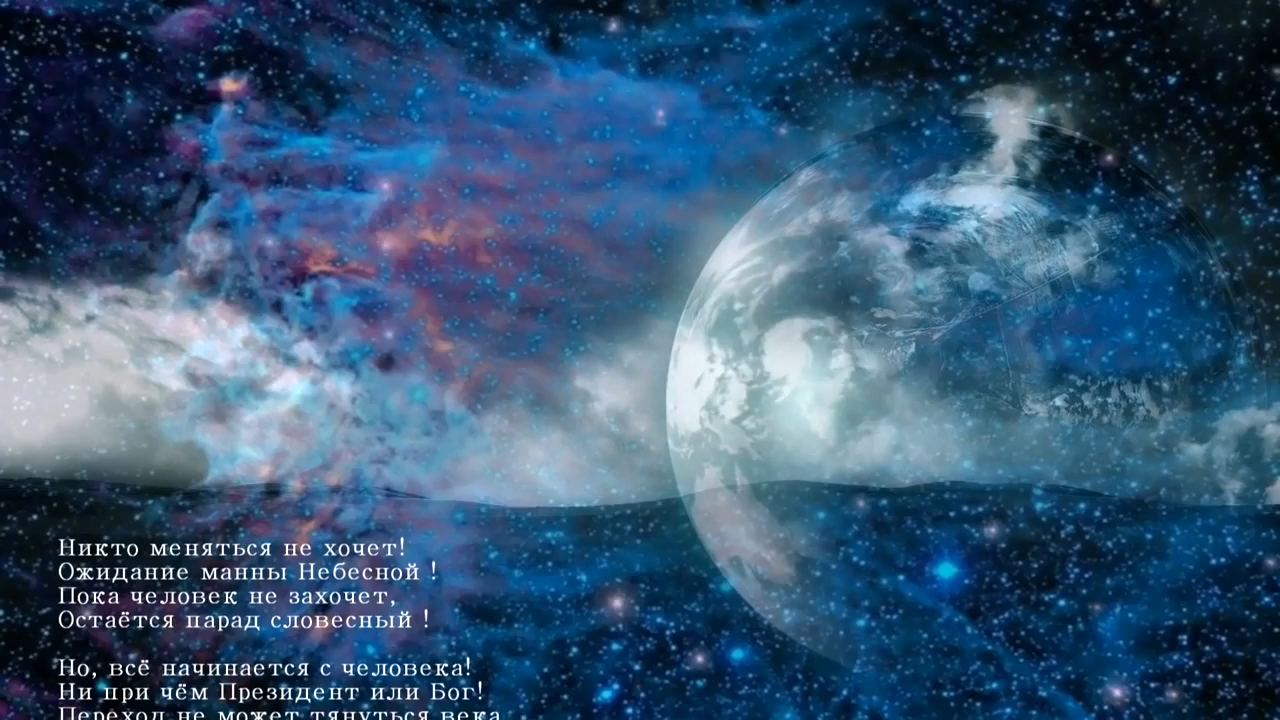 Никто меняться не хочет!
Ожидание манны Небесной !
Пока человек не захочет,
Остаётся парад словесный !
Но, всё начинается с человека!
Ни при чём Президент или Бог!
Переход не может тянуться века